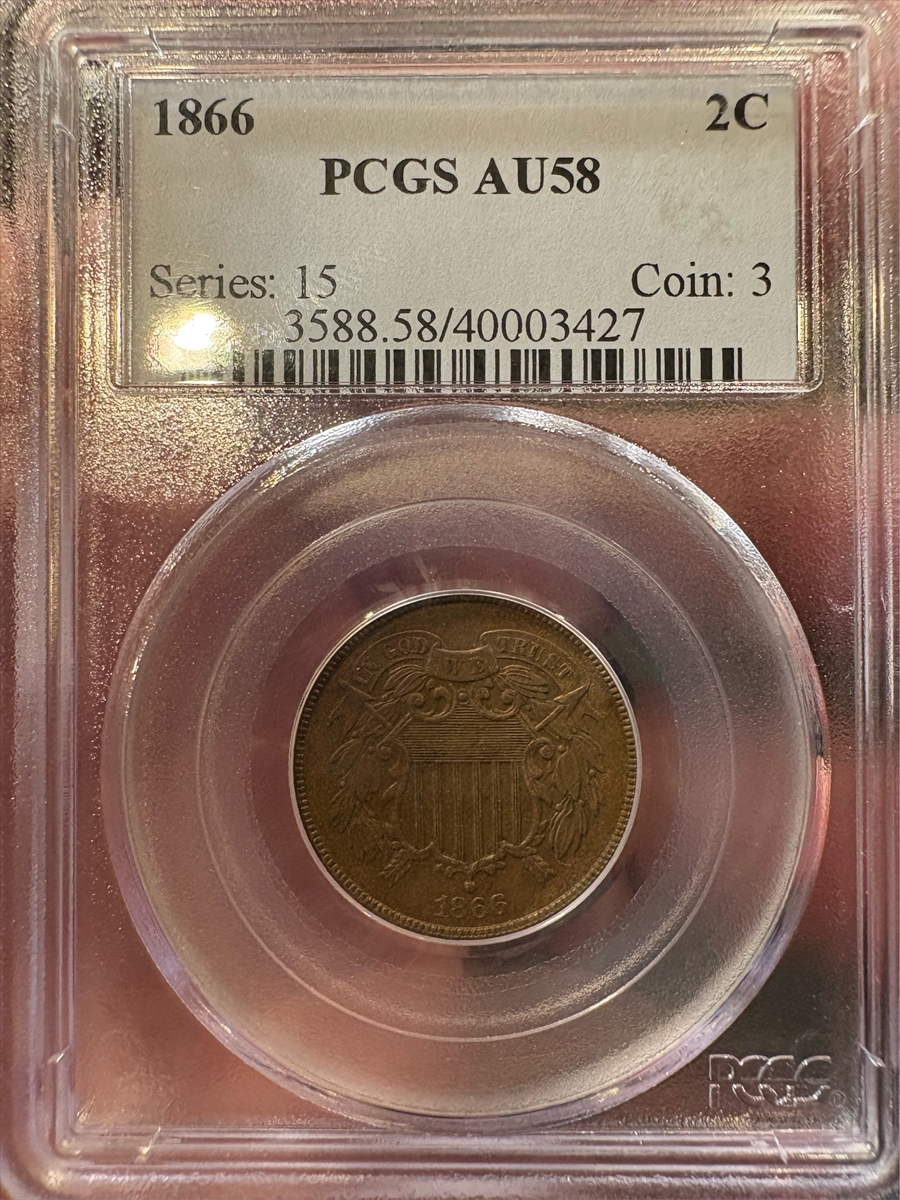 1866 2C
PCGS AU58
Series: 15 Coin: 3
3588.58/40003427
IN GOD WE TRUST
1866
PCGS